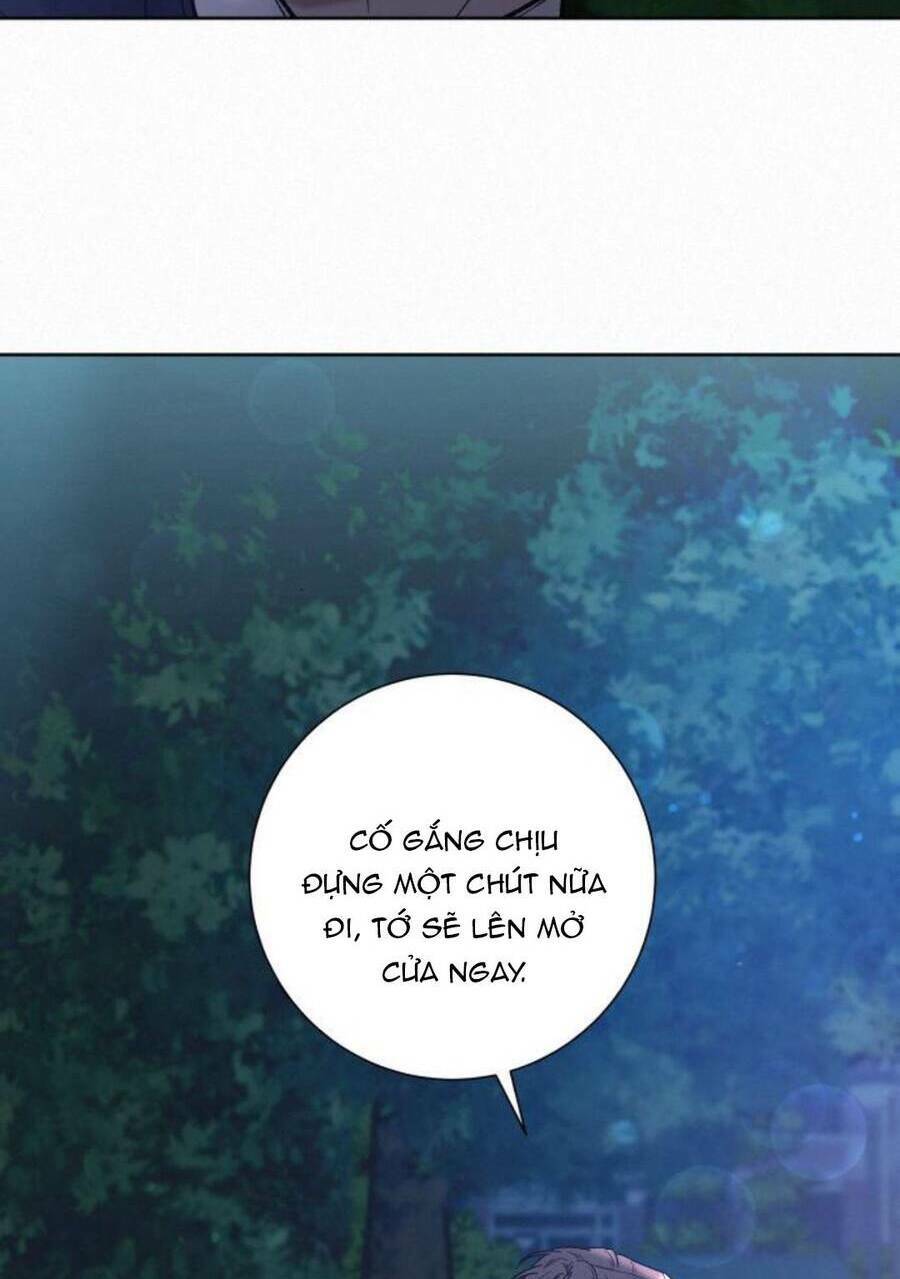 CỐ GẮNG CHỊU
ĐỰNG MỘT CHÚT NỮA
ĐI, TỚ SẼ LÊN MỞ
CỬA NGAY.